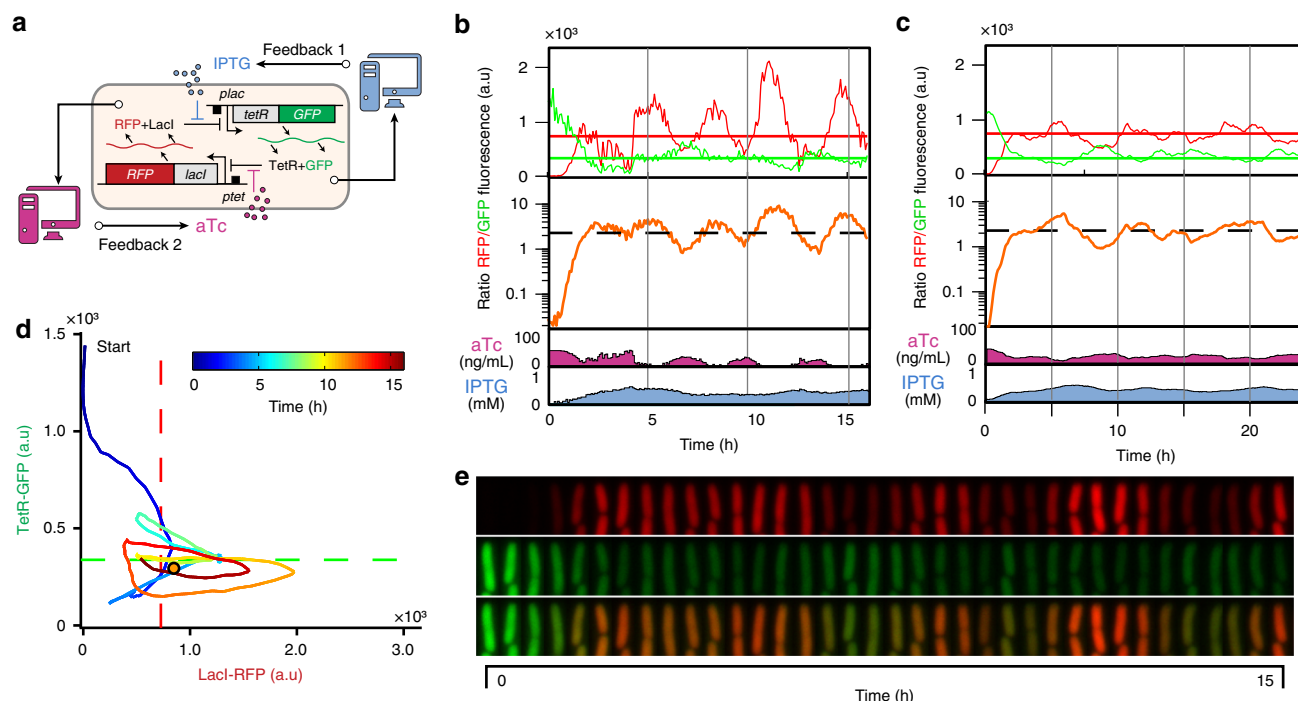 a
Feedback 1
IPTG
plac
tetR GFP
RFP+LacI
TetR+GFP
RFP lacI
ptet
aTc
Feedback 2
b
×10³
2
1
0
Ratio RFP/GFP fluorescence (a.u)
10
1
0.1
aTc
(ng/mL)
100
0
IPTG
(mM)
1
0
0 5 10 15
Time (h)
c
×10³
2
1
0
Ratio RFP/GFP fluorescence (a.u)
10
1
0.1
aTc
(ng/mL)
100
0
IPTG
(mM)
1
0
0 10 20
Time (h)
d
×10³
1.5
Start
0 5 10 15
Time (h)
1.0
0.5
0
TetR-GFP (a.u)
×10³
0 1.0 2.0 3.0
LacI-RFP (a.u)
e
0 15
Time (h)